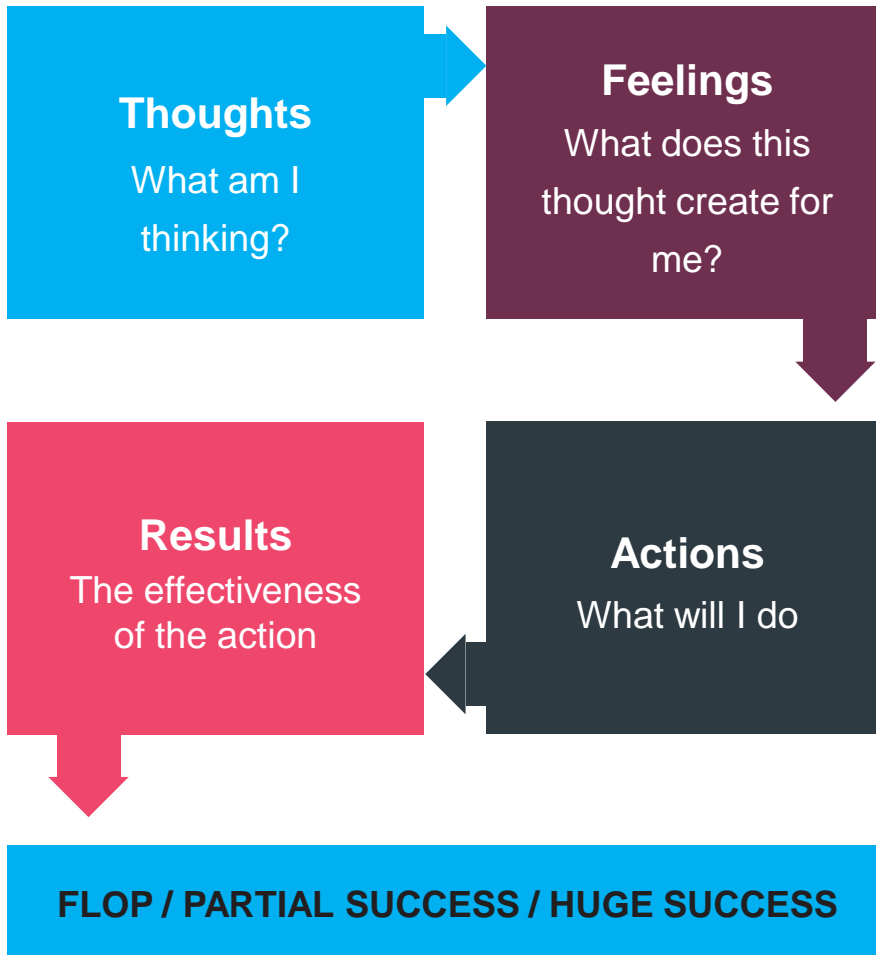 Thoughts
What am I
thinking?
Feelings
What does this
thought create for
me?
Results
The effectiveness
of the action
Actions
What will I do
FLOP / PARTIAL SUCCESS / HUGE SUCCESS